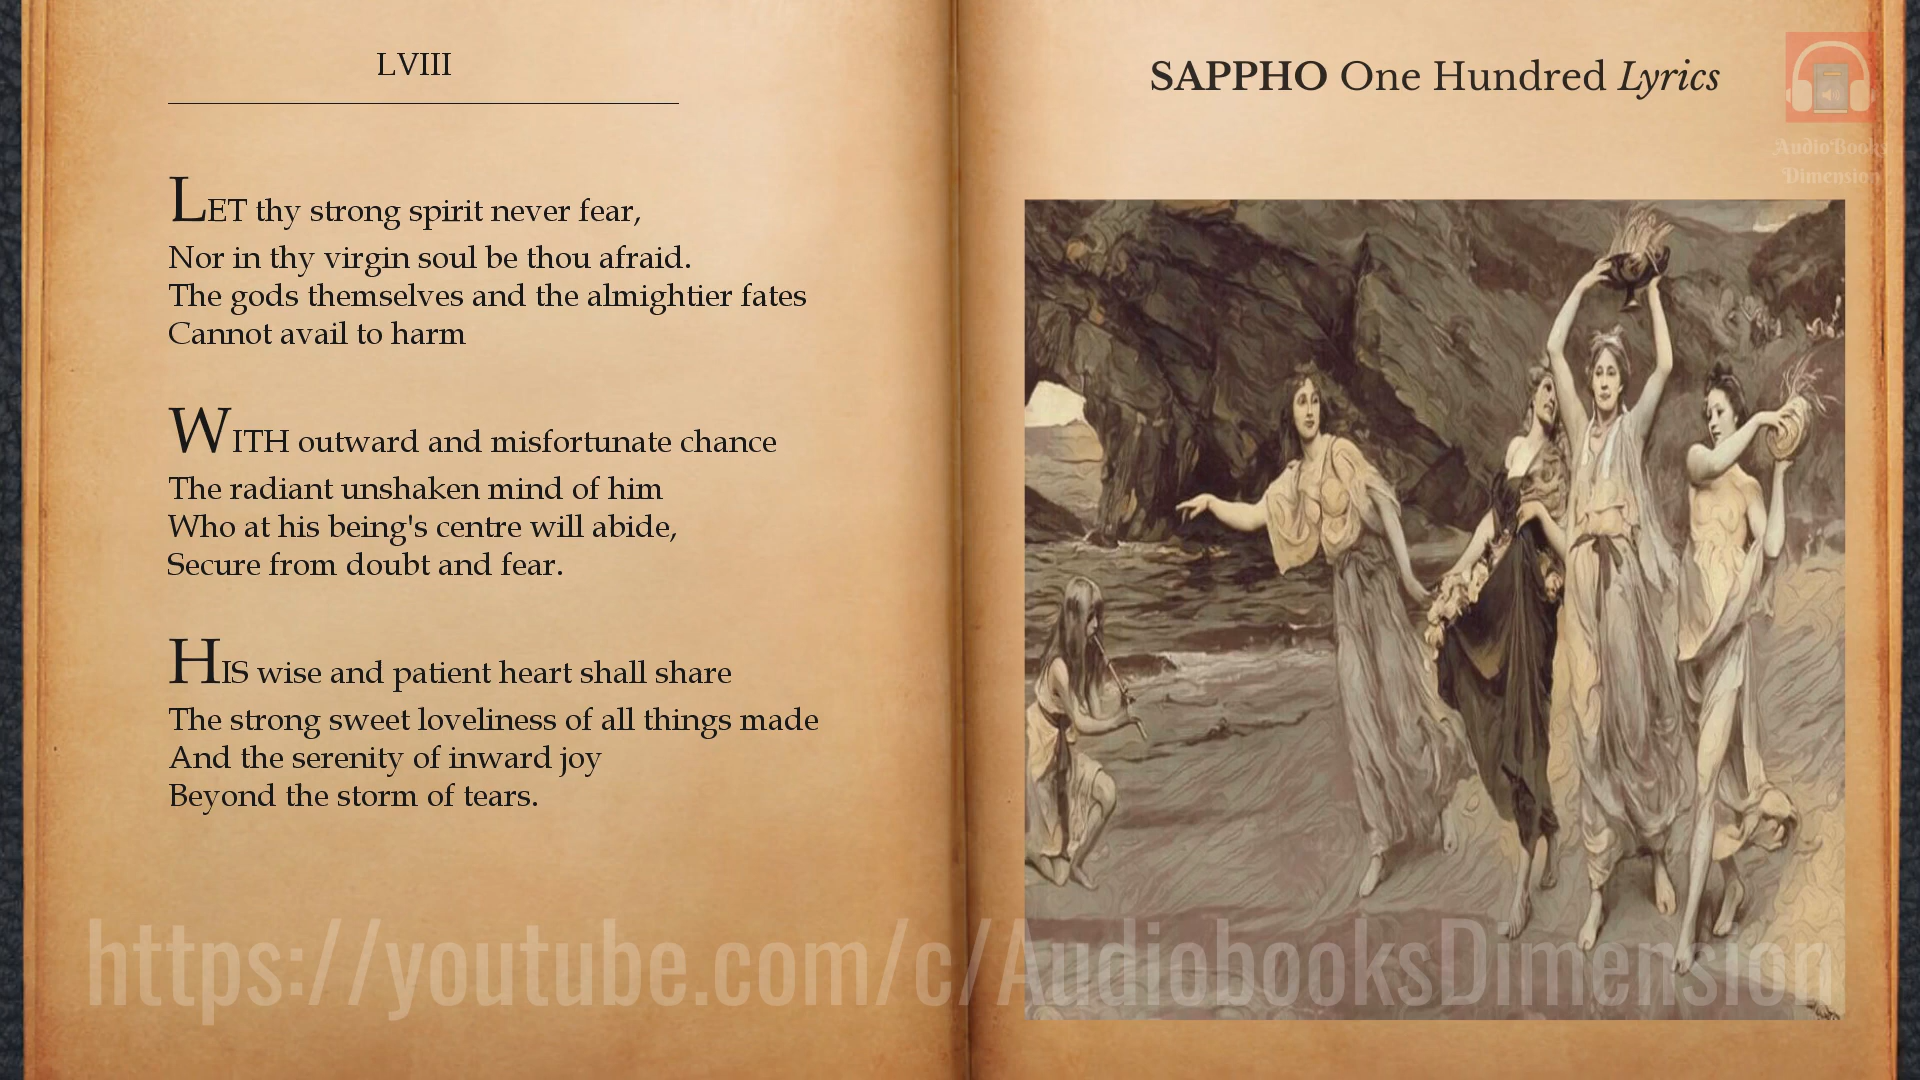 LVIII
LET thy strong spirit never fear,
Nor in thy virgin soul be thou afraid.
The gods themselves and the almightier fates
Cannot avail to harm
WITH outward and misfortunate chance
The radiant unshaken mind of him
Who at his being's centre will abide,
Secure from doubt and fear.
HIS wise and patient heart shall share
The strong sweet loveliness of all things made
And the serenity of inward joy
Beyond the storm of tears.
SAPPHO One Hundred Lyrics
AudioBooks
Dimension
https://youtube.com/c/AudiobooksDimension